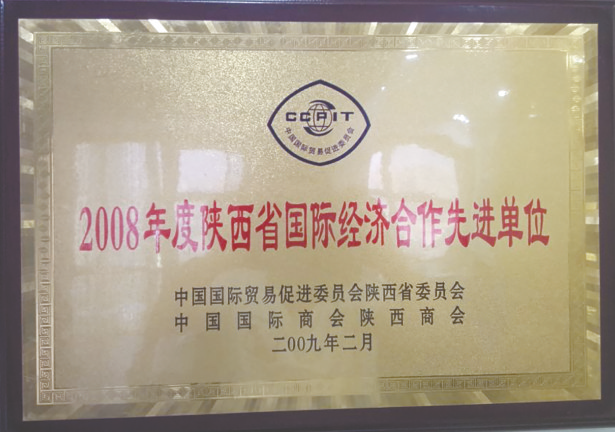 CCPIT
中国国际贸易促进委员会
2008年度陕西省国际经济合作先进单位
中国国际贸易促进委员会陕西省委员会
中国国际商会陕西商会
二00九年二月